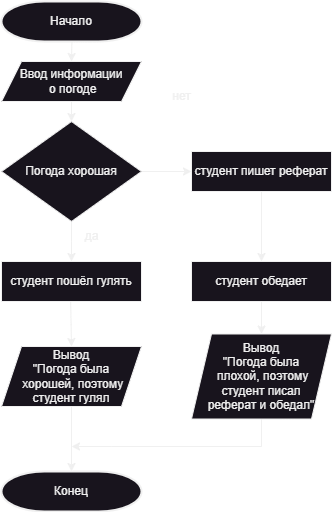 Начало
Ввод информации
о погоде
нет
Погода хорошая
студент пишет реферат
да
студент пошёл гулять
студент обедает
Вывод
"Погода была
хорошей, поэтому
студент гулял
Вывод
"Погода была
плохой, поэтому
студент писал
реферат и обедал"
Конец